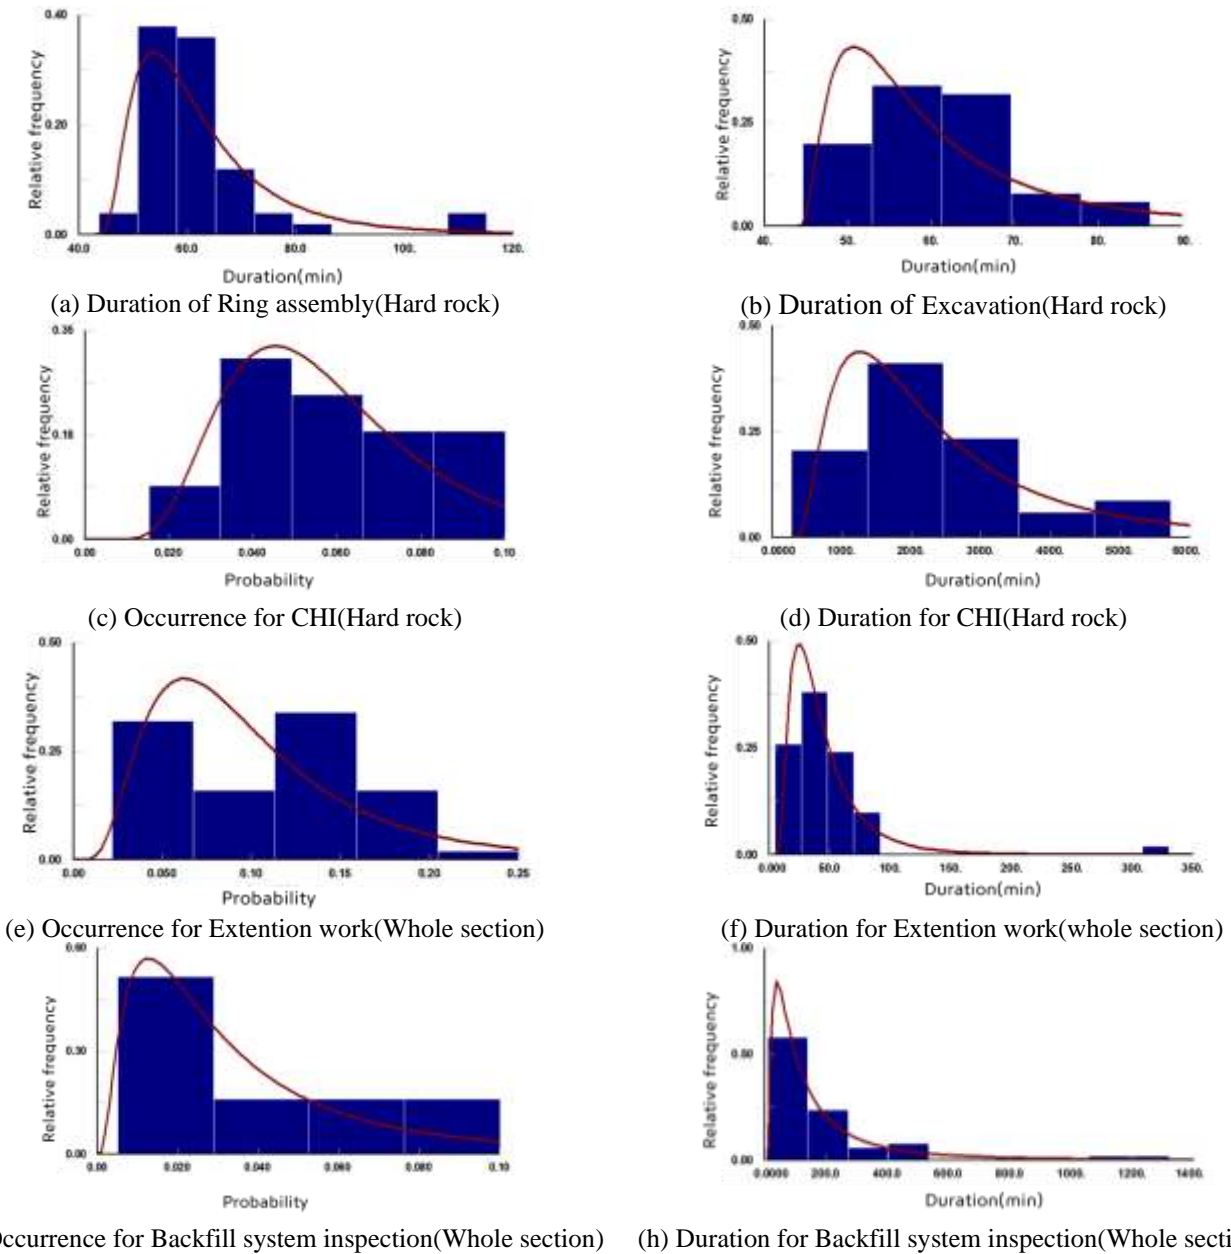 0.40
0.20
0.00
40.0 60.0 80.0 100. 120.
Relative frequency
Duration(min)
(a) Duration of Ring assembly(Hard rock)
0.50
0.25
0.00
40. 50. 60. 70. 80. 90.
Relative frequency
Duration(min)
(b) Duration of Excavation(Hard rock)
0.35
0.18
0.00
0.00 0.020 0.040 0.060 0.080 0.10
Relative frequency
Probability
(c) Occurrence for CHI(Hard rock)
0.50
0.25
0.00
0.0000 1000. 2000. 3000. 4000. 5000. 6000.
Relative frequency
Duration(min)
(d) Duration for CHI(Hard rock)
0.50
0.25
0.00
0.00 0.050 0.10 0.15 0.20 0.25
Relative frequency
Probability
(e) Occurrence for Extention work(Whole section)
0.50
0.25
0.00
0.000 50.0 100. 150. 200. 250. 300. 350.
Relative frequency
Duration(min)
(f) Duration for Extention work(whole section)
0.60
0.30
0.00
0.00 0.020 0.040 0.060 0.080 0.10
Relative frequency
Probability
ccurrence for Backfill system inspection(Whole section)
1.00
0.50
0.00
0.0000 200.0 400.0 600.0 800.0 1000. 1200. 1400.
Relative frequency
Duration(min)
(h) Duration for Backfill system inspection(Whole secti